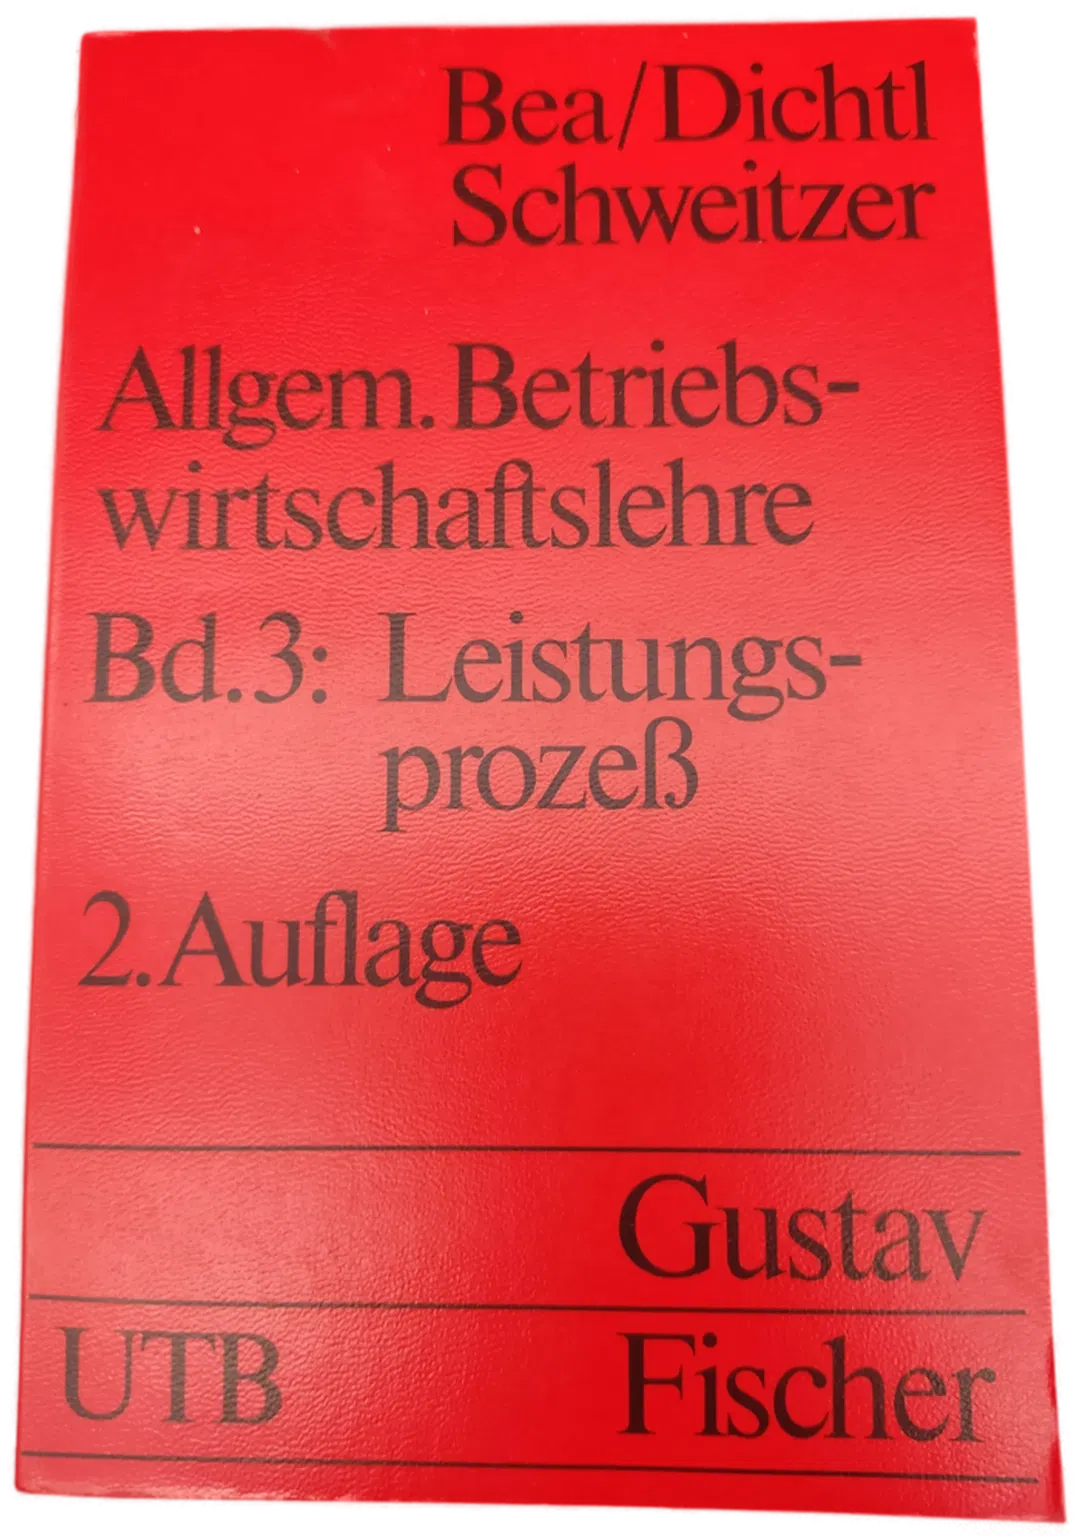 Bea/Dichtl
Schweitzer
Allgem. Betriebs-
wirtschaftslehre
Bd.3: Leistungs-
prozeß
2. Auflage
Gustav
UTB Fischer